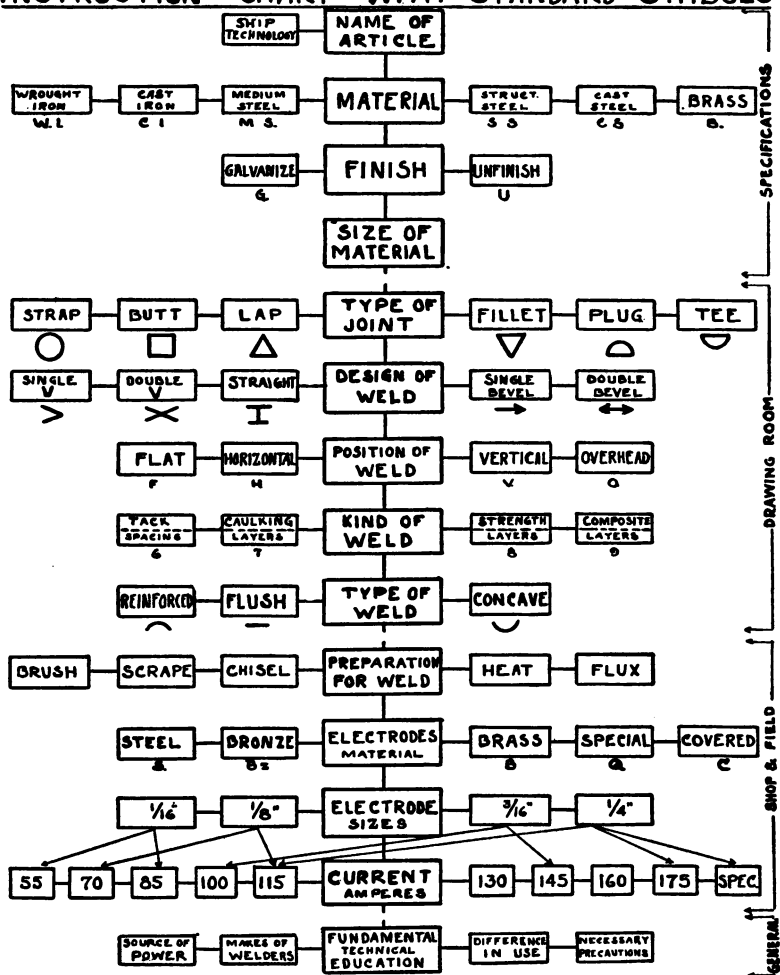 NSTRUCTION CHART WITH STANDARD SYMBOLS
SHIP TECHNOLOGY
NAME OF ARTICLE
WROUGHT IRON
CAST IRON
MEDIUM STEEL
MATERIAL
STRUCT. STEEL
CAST STEEL
BRASS
W. I.
C I
M S.
S S
C S
B.
GALVANIZE
FINISH
UNFINISH
G
U
SIZE OF MATERIAL
SPECIFICATIONS
STRAP
BUTT
LAP
TYPE OF JOINT
FILLET
PLUG
TEE
SINGLE V
DOUBLE V
STRAIGHT
DESIGN OF WELD
SINGLE BEVEL
DOUBLE BEVEL
FLAT
HORIZONTAL
POSITION OF WELD
VERTICAL
OVERHEAD
F
H
V
O
TACK SPACING
CAULKING LAYERS
KIND OF WELD
STRENGTH LAYERS
COMPOSITE LAYERS
6
7
8
9
REINFORCED
FLUSH
TYPE OF WELD
CONCAVE
DRAWING ROOM
BRUSH
SCRAPE
CHISEL
PREPARATION FOR WELD
HEAT
FLUX
STEEL
BRONZE
ELECTRODES MATERIAL
BRASS
SPECIAL
COVERED
Bz
B
C
1/16"
1/8"
ELECTRODE SIZES
3/16"
1/4"
55
70
85
100
115
CURRENT AMPERES
130
145
160
175
SPEC.
SHOP & FIELD
SOURCE OF POWER
MAKES OF WELDERS
FUNDAMENTAL TECHNICAL EDUCATION
DIFFERENCE IN USE
NECESSARY PRECAUTIONS
GENERAL